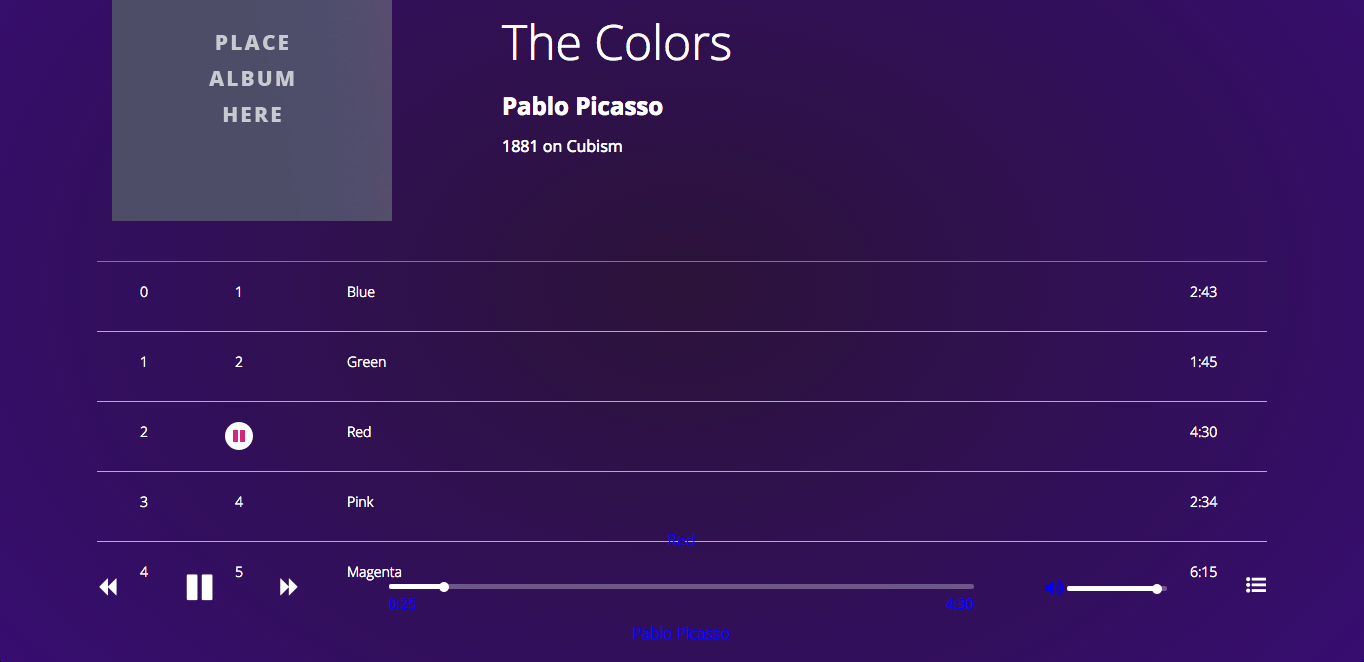 PLACE
ALBUM
HERE
The Colors
Pablo Picasso
1881 on Cubism
0 1 Blue 2:43
1 2 Green 1:45
2 Red 4:30
3 4 Pink 2:34
Red
4 5 Magenta 6:15
0:25 4:30
Pablo Picasso